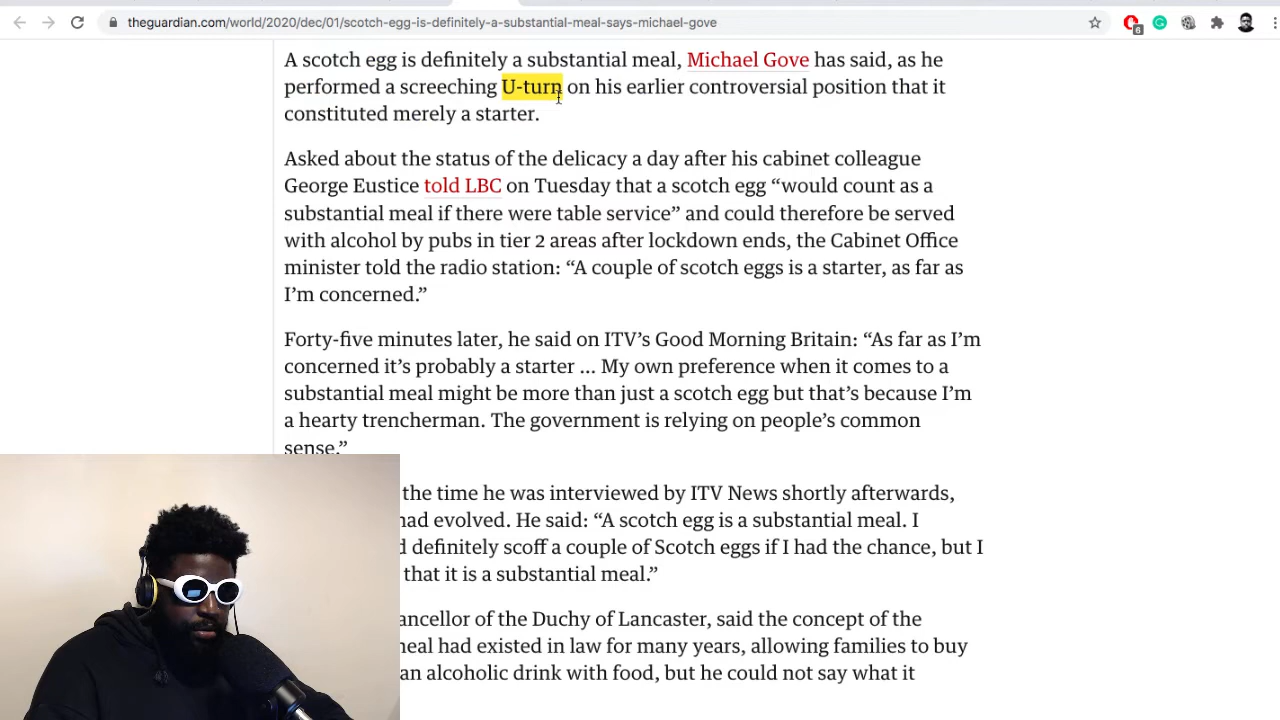 theguardian.com/world/2020/dec/01/scotch-egg-is-definitely-a-substantial-meal-says-michael-gove
6
A scotch egg is definitely a substantial meal, Michael Gove has said, as he
performed a screeching U-turn on his earlier controversial position that it
constituted merely a starter.
Asked about the status of the delicacy a day after his cabinet colleague
George Eustice told LBC on Tuesday that a scotch egg “would count as a
substantial meal if there were table service” and could therefore be served
with alcohol by pubs in tier 2 areas after lockdown ends, the Cabinet Office
minister told the radio station: “A couple of scotch eggs is a starter, as far as
I’m concerned.”
Forty-five minutes later, he said on ITV’s Good Morning Britain: “As far as I’m
concerned it’s probably a starter ... My own preference when it comes to a
substantial meal might be more than just a scotch egg but that’s because I’m
a hearty trencherman. The government is relying on people’s common
sense.”
the time he was interviewed by ITV News shortly afterwards,
had evolved. He said: “A scotch egg is a substantial meal. I
definitely scoff a couple of Scotch eggs if I had the chance, but I
that it is a substantial meal.”
ancellor of the Duchy of Lancaster, said the concept of the
meal had existed in law for many years, allowing families to buy
an alcoholic drink with food, but he could not say what it